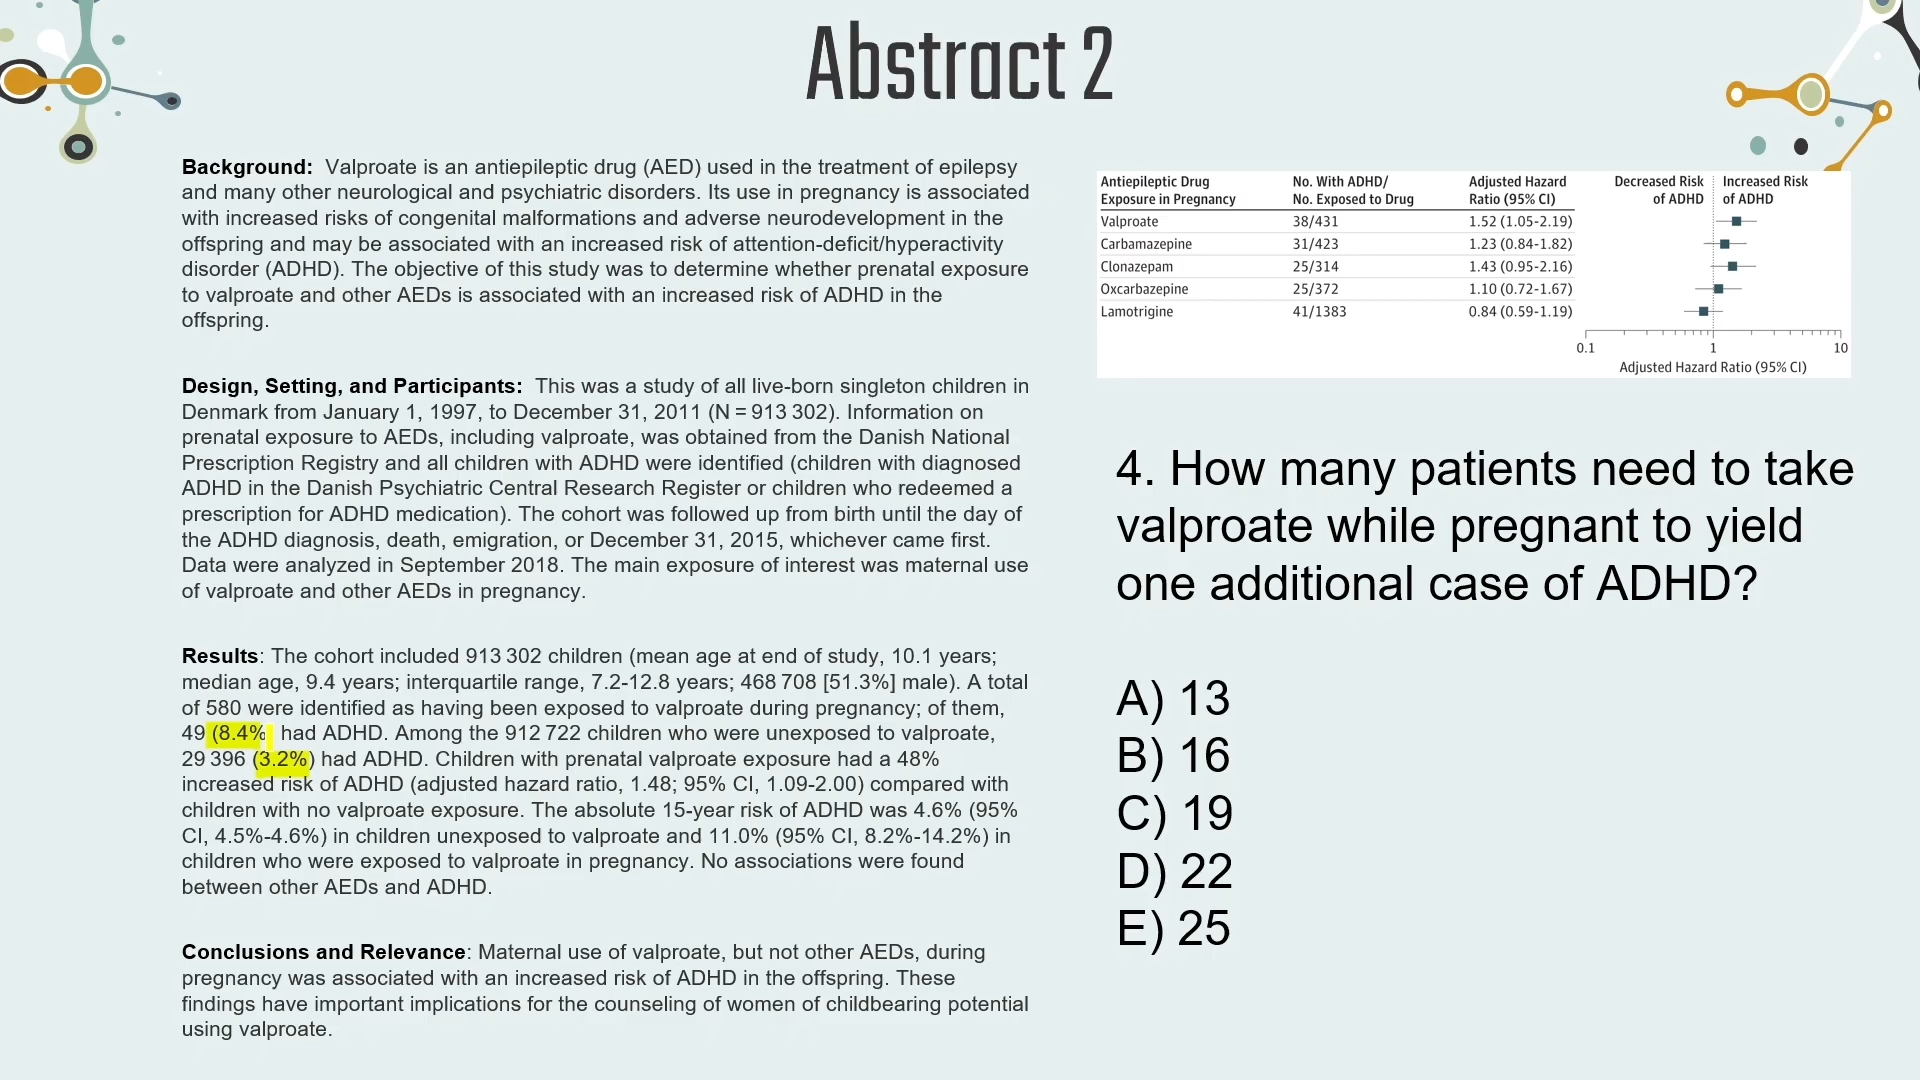 Abstract 2
Background: Valproate is an antiepileptic drug (AED) used in the treatment of epilepsy
and many other neurological and psychiatric disorders. Its use in pregnancy is associated
with increased risks of congenital malformations and adverse neurodevelopment in the
offspring and may be associated with an increased risk of attention-deficit/hyperactivity
disorder (ADHD). The objective of this study was to determine whether prenatal exposure
to valproate and other AEDs is associated with an increased risk of ADHD in the
offspring.
Design, Setting, and Participants: This was a study of all live-born singleton children in
Denmark from January 1, 1997, to December 31, 2011 (N = 913 302). Information on
prenatal exposure to AEDs, including valproate, was obtained from the Danish National
Prescription Registry and all children with ADHD were identified (children with diagnosed
ADHD in the Danish Psychiatric Central Research Register or children who redeemed a
prescription for ADHD medication). The cohort was followed up from birth until the day of
the ADHD diagnosis, death, emigration, or December 31, 2015, whichever came first.
Data were analyzed in September 2018. The main exposure of interest was maternal use
of valproate and other AEDs in pregnancy.
Results: The cohort included 913 302 children (mean age at end of study, 10.1 years;
median age, 9.4 years; interquartile range, 7.2-12.8 years; 468 708 [51.3%] male). A total
of 580 were identified as having been exposed to valproate during pregnancy; of them,
49 (8.4% had ADHD. Among the 912 722 children who were unexposed to valproate,
29 396 (3.2%) had ADHD. Children with prenatal valproate exposure had a 48%
increased risk of ADHD (adjusted hazard ratio, 1.48; 95% CI, 1.09-2.00) compared with
children with no valproate exposure. The absolute 15-year risk of ADHD was 4.6% (95%
CI, 4.5%-4.6%) in children unexposed to valproate and 11.0% (95% CI, 8.2%-14.2%) in
children who were exposed to valproate in pregnancy. No associations were found
between other AEDs and ADHD.
Conclusions and Relevance: Maternal use of valproate, but not other AEDs, during
pregnancy was associated with an increased risk of ADHD in the offspring. These
findings have important implications for the counseling of women of childbearing potential
using valproate.
Antiepileptic Drug No. With ADHD/ Adjusted Hazard Decreased Risk Increased Risk
Exposure in Pregnancy No. Exposed to Drug Ratio (95% CI) of ADHD of ADHD
Valproate 38/431 1.52 (1.05-2.19)
Carbamazepine 31/423 1.23 (0.84-1.82)
Clonazepam 25/314 1.43 (0.95-2.16)
Oxcarbazepine 25/372 1.10 (0.72-1.67)
Lamotrigine 41/1383 0.84 (0.59-1.19)
0.1 1 10
Adjusted Hazard Ratio (95% CI)
4. How many patients need to take
valproate while pregnant to yield
one additional case of ADHD?
A) 13
B) 16
C) 19
D) 22
E) 25